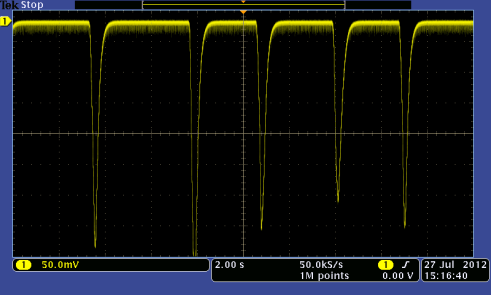 Tek Stop
1
1 50.0mV
2.00 s 50.0kS/s 1M points
1 0.00 V
27 Jul 2012
15:16:40